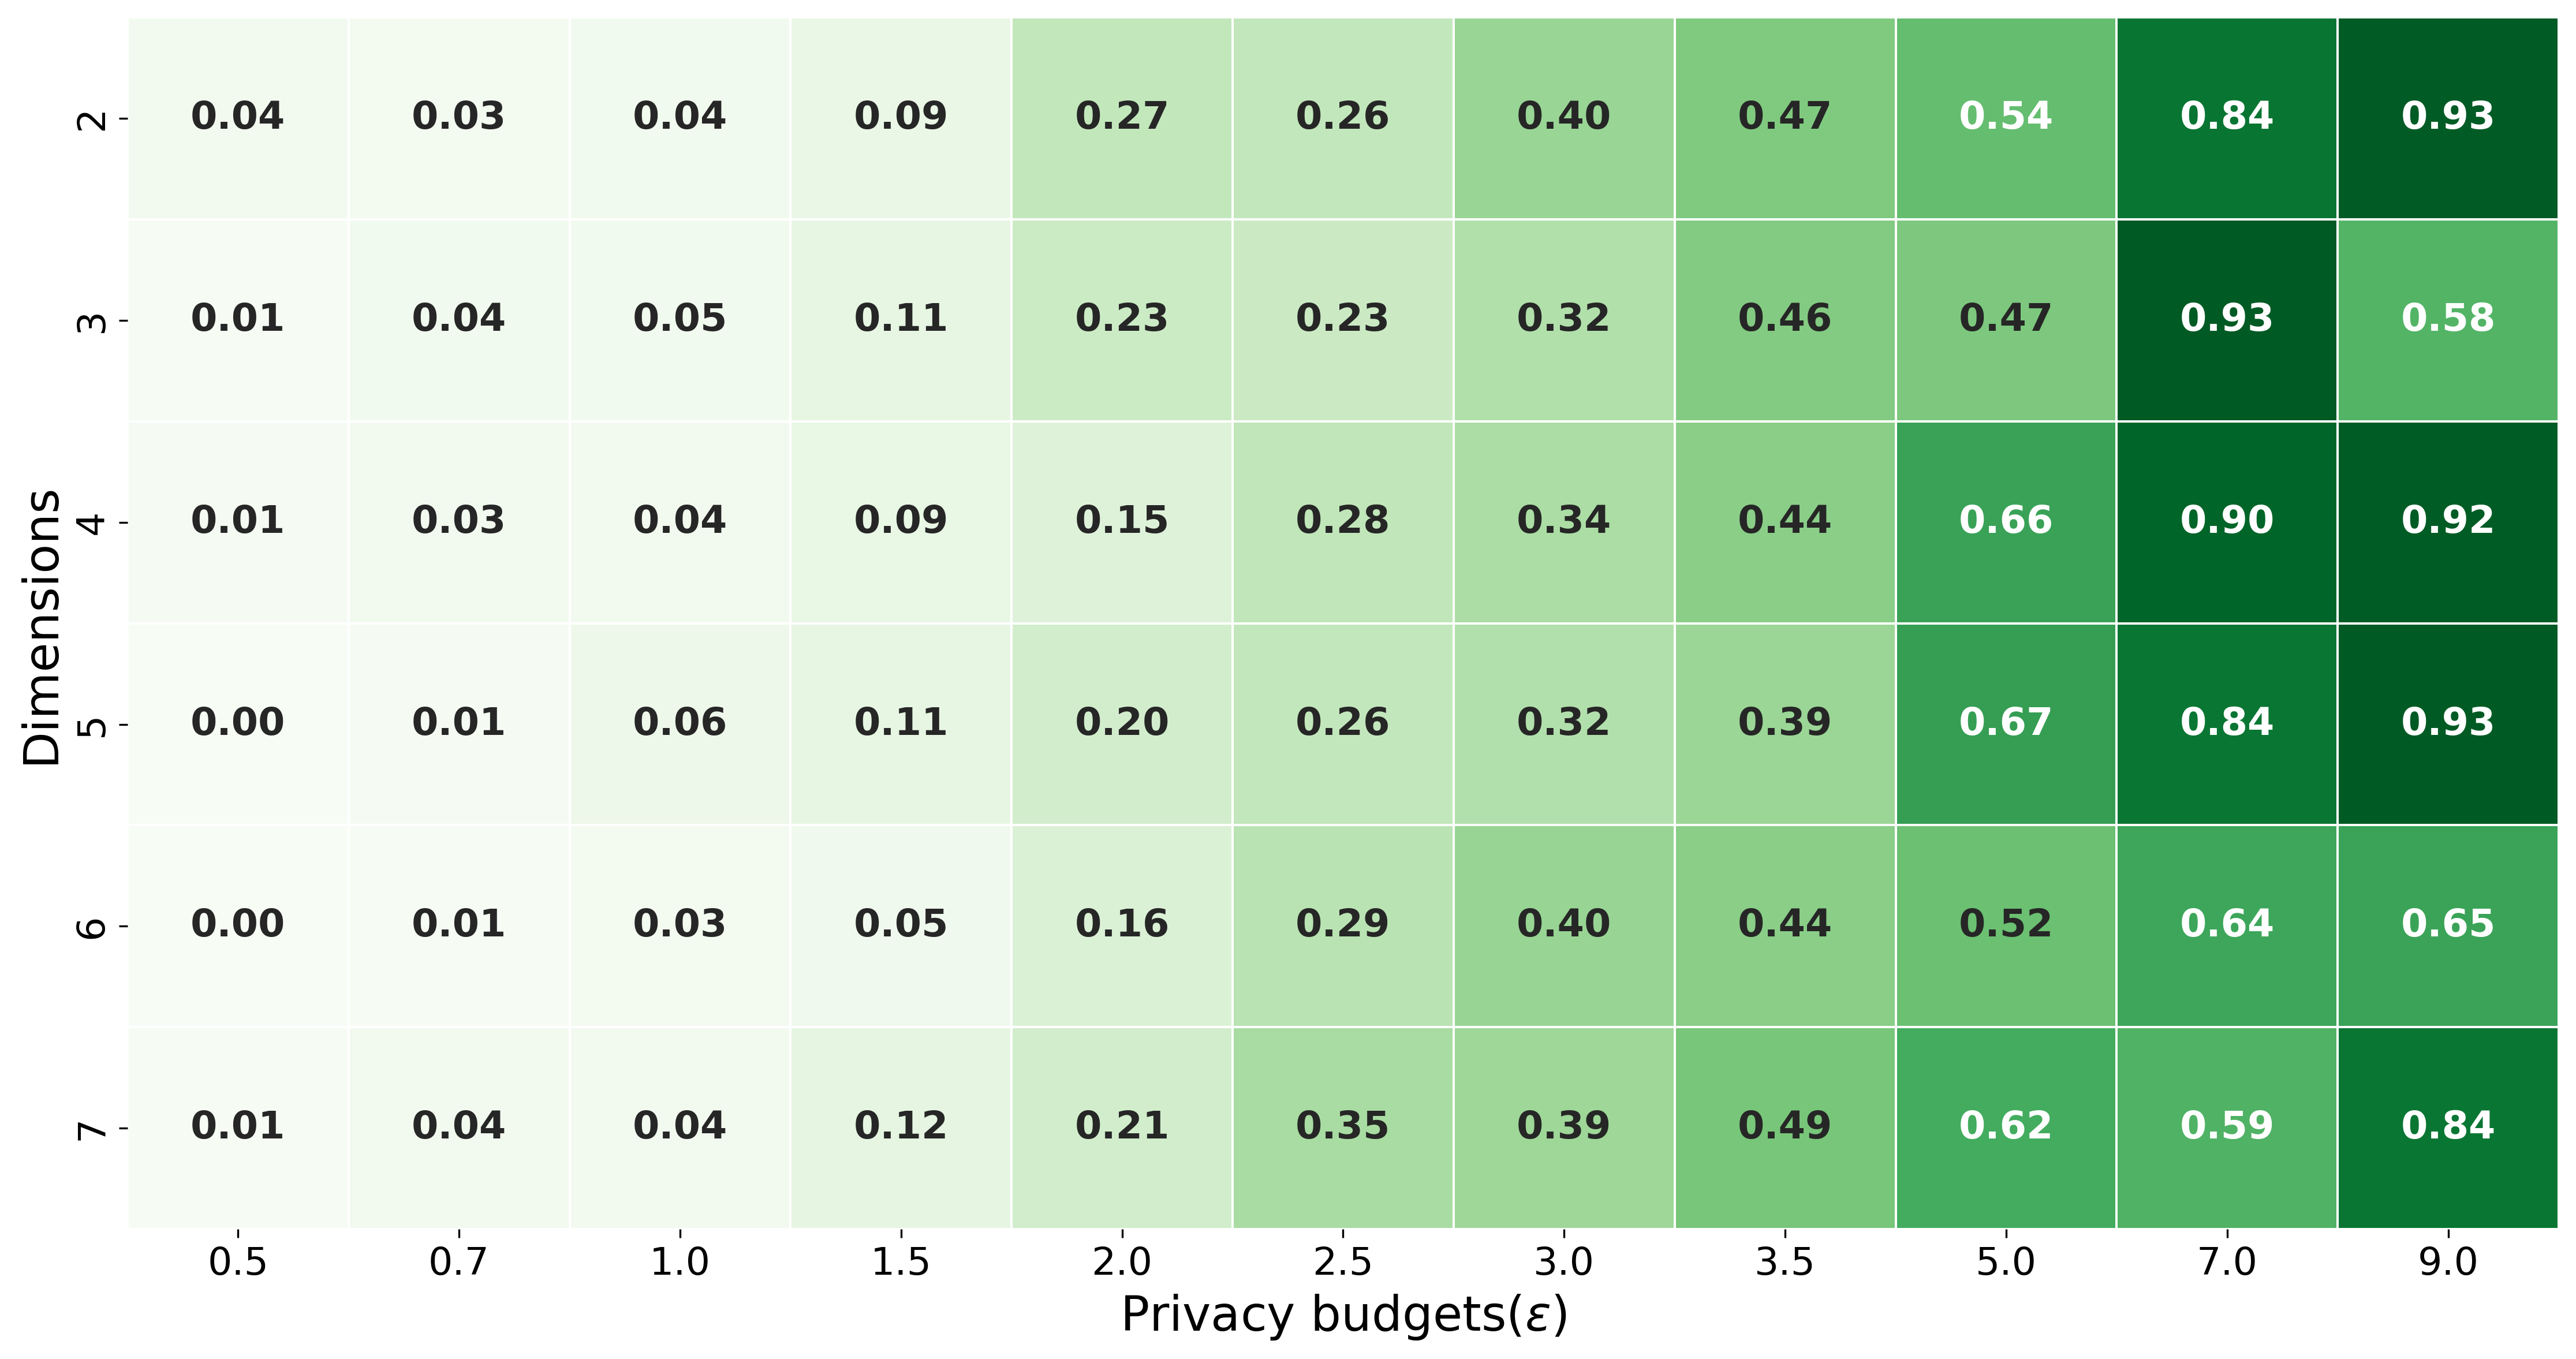 2 0.04 0.03 0.04 0.09 0.27 0.26 0.40 0.47 0.54 0.84 0.93
3 0.01 0.04 0.05 0.11 0.23 0.23 0.32 0.46 0.47 0.93 0.58
4 0.01 0.03 0.04 0.09 0.15 0.28 0.34 0.44 0.66 0.90 0.92
Dimensions
5 0.00 0.01 0.06 0.11 0.20 0.26 0.32 0.39 0.67 0.84 0.93
6 0.00 0.01 0.03 0.05 0.16 0.29 0.40 0.44 0.52 0.64 0.65
7 0.01 0.04 0.04 0.12 0.21 0.35 0.39 0.49 0.62 0.59 0.84
0.5 0.7 1.0 1.5 2.0 2.5 3.0 3.5 5.0 7.0 9.0
Privacy budgets(ε)